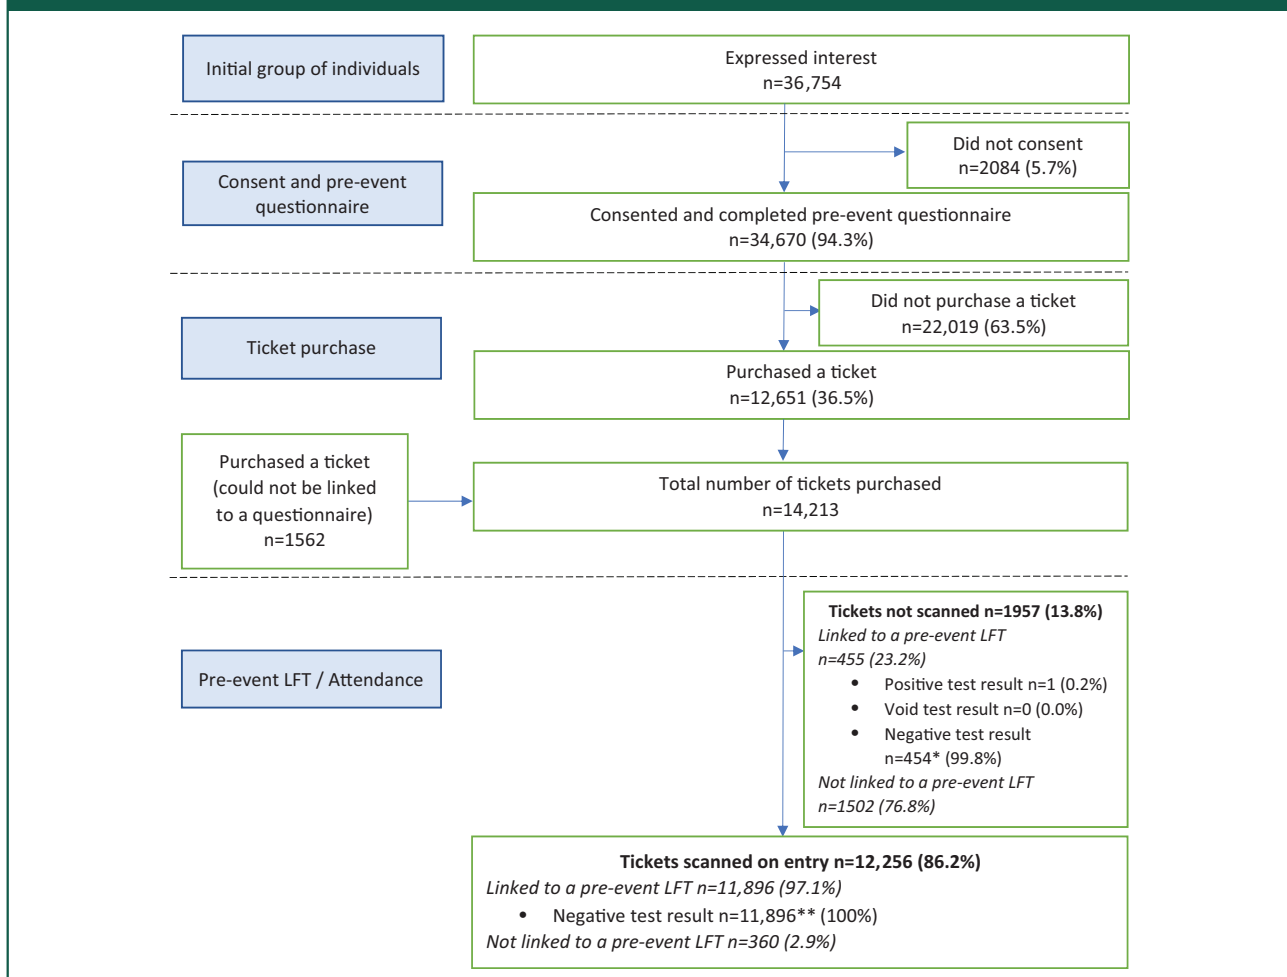 Initial group of individuals
Expressed interest
n=36,754
Did not consent
n=2084 (5.7%)
Consent and pre-event
questionnaire
Consented and completed pre-event questionnaire
n=34,670 (94.3%)
Did not purchase a ticket
n=22,019 (63.5%)
Ticket purchase
Purchased a ticket
n=12,651 (36.5%)
Purchased a ticket
(could not be linked
to a questionnaire)
n=1562
Total number of tickets purchased
n=14,213
Tickets not scanned n=1957 (13.8%)
Linked to a pre-event LFT
n=455 (23.2%)
• Positive test result n=1 (0.2%)
• Void test result n=0 (0.0%)
• Negative test result
n=454* (99.8%)
Not linked to a pre-event LFT
n=1502 (76.8%)
Pre-event LFT / Attendance
Tickets scanned on entry n=12,256 (86.2%)
Linked to a pre-event LFT n=11,896 (97.1%)
• Negative test result n=11,896** (100%)
Not linked to a pre-event LFT n=360 (2.9%)